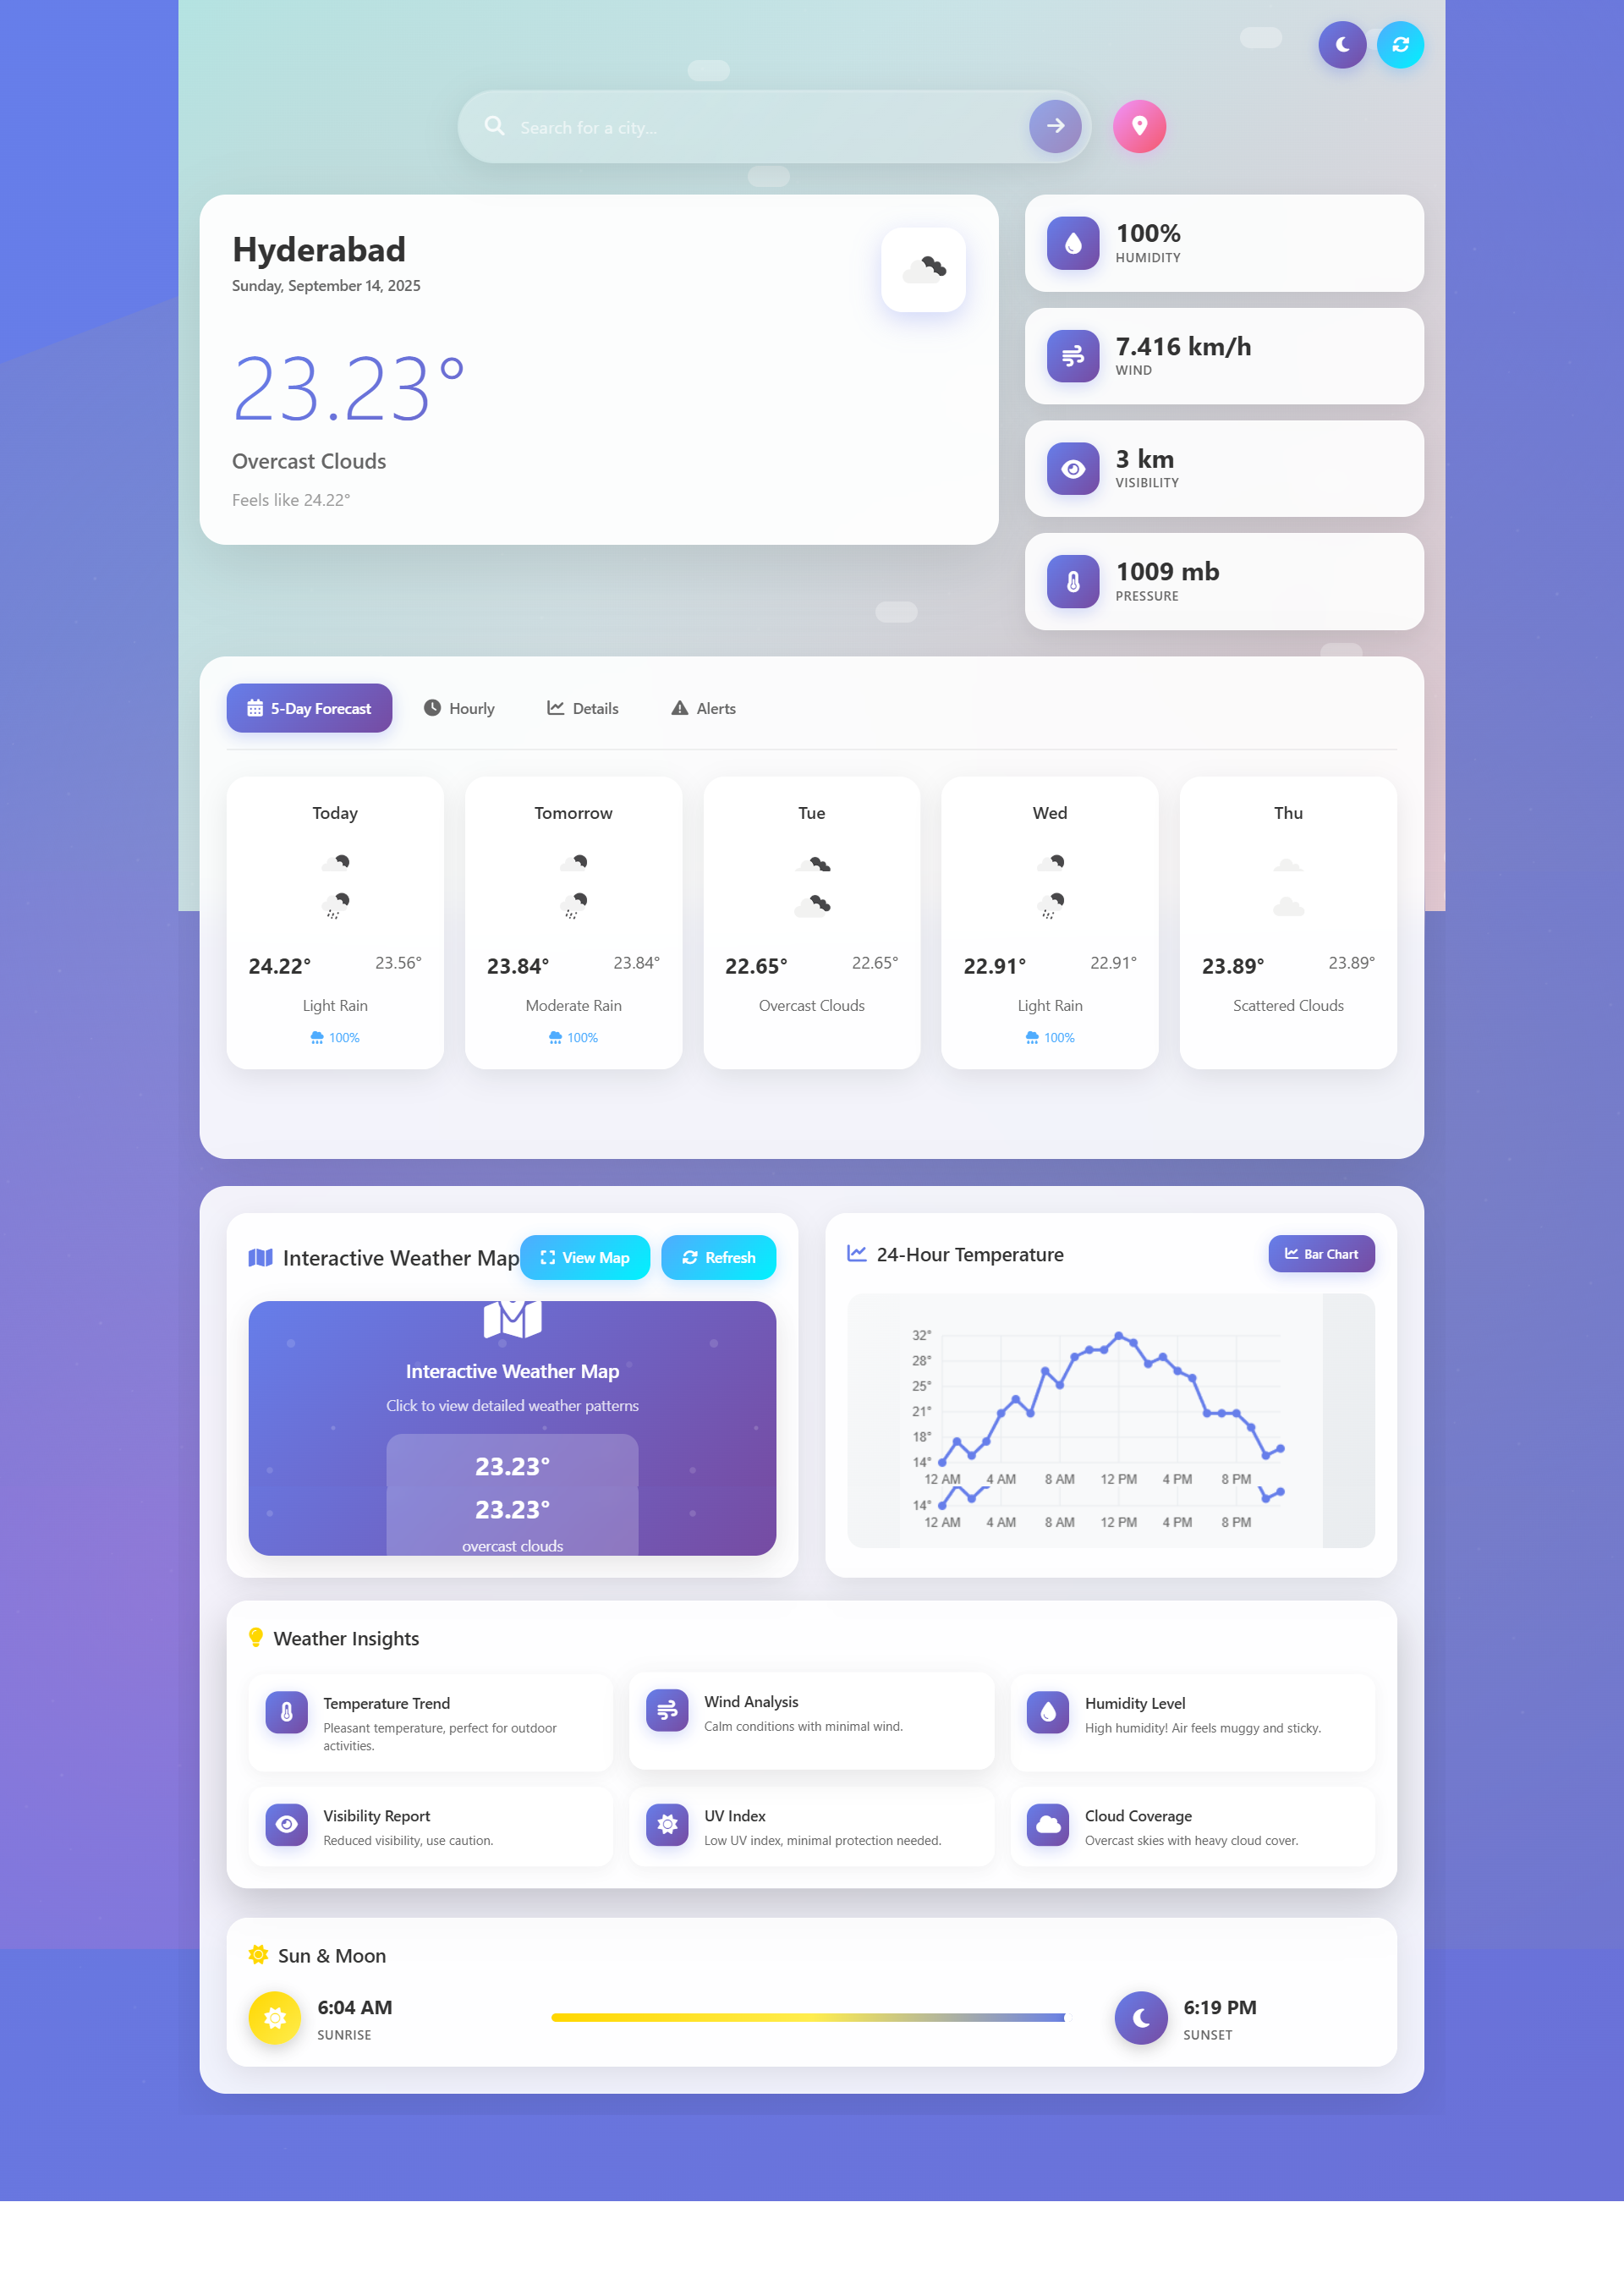 Search for a city...
Hyderabad
Sunday, September 14, 2025
23.23°
Overcast Clouds
Feels like 24.22°
100%
HUMIDITY
7.416 km/h
WIND
3 km
VISIBILITY
1009 mb
PRESSURE
5-Day Forecast
Hourly
Details
Alerts
Today
24.22° 23.56°
Light Rain
100%
Tomorrow
23.84° 23.84°
Moderate Rain
100%
Tue
22.65° 22.65°
Overcast Clouds
Wed
22.91° 22.91°
Light Rain
100%
Thu
23.89° 23.89°
Scattered Clouds
Interactive Weather Map
View Map
Refresh
Interactive Weather Map
Click to view detailed weather patterns
23.23°
23.23°
overcast clouds
24-Hour Temperature
Bar Chart
32°
28°
25°
21°
18°
14°
12 AM 4 AM 8 AM 12 PM 4 PM 8 PM
14°
12 AM 4 AM 8 AM 12 PM 4 PM 8 PM
Weather Insights
Temperature Trend
Pleasant temperature, perfect for outdoor
activities.
Wind Analysis
Calm conditions with minimal wind.
Humidity Level
High humidity! Air feels muggy and sticky.
Visibility Report
Reduced visibility, use caution.
UV Index
Low UV index, minimal protection needed.
Cloud Coverage
Overcast skies with heavy cloud cover.
Sun & Moon
6:04 AM
SUNRISE
6:19 PM
SUNSET